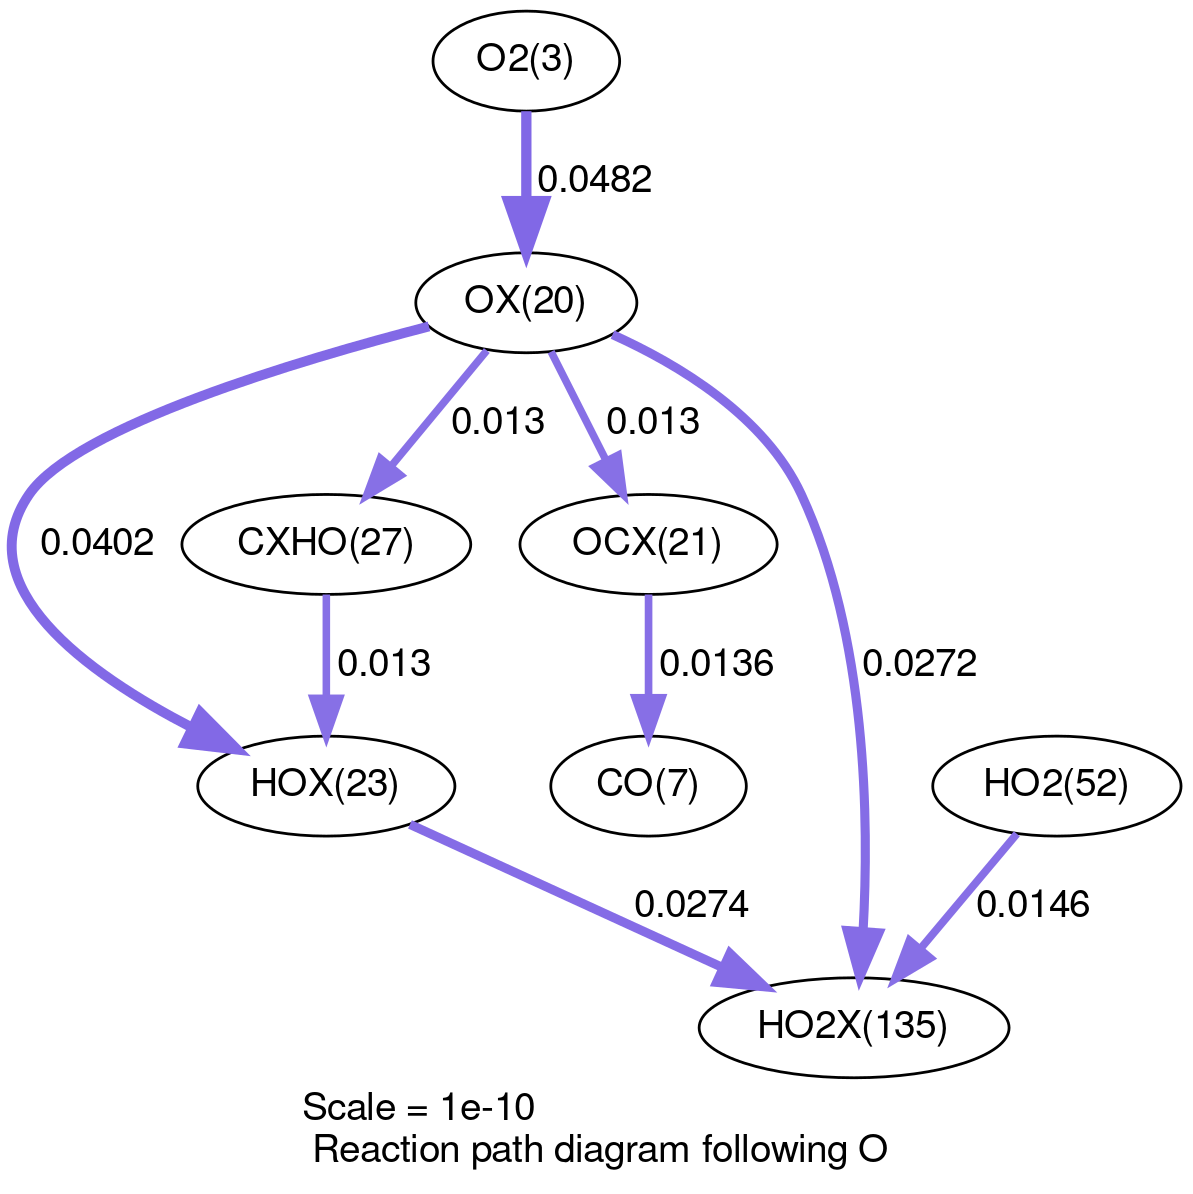 O2(3)
0.0482
OX(20)
0.013
0.013
0.0402
CXHO(27)
OCX(21)
0.013
0.0136
0.0272
HOX(23)
CO(7)
HO2(52)
0.0274
0.0146
HO2X(135)
Scale = 1e-10
Reaction path diagram following O